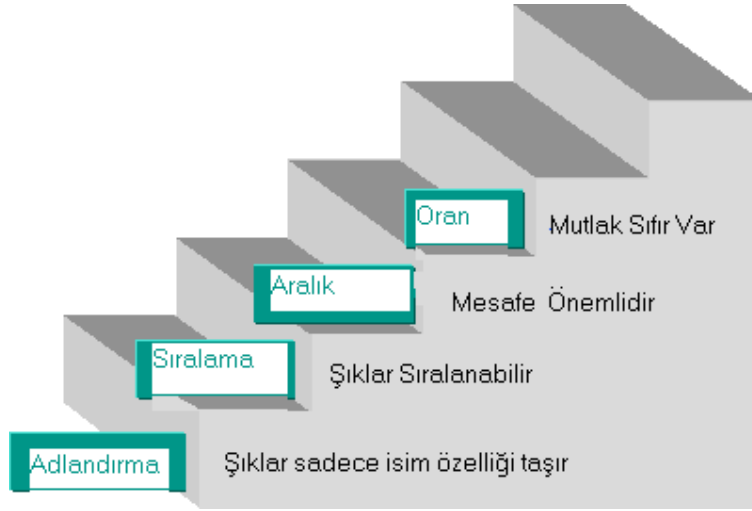 Oran
Mutlak Sıfır Var
Aralık
Mesafe Önemlidir
Sıralama
Şıklar Sıralanabilir
Adlandırma
Şıklar sadece isim özelliği taşır